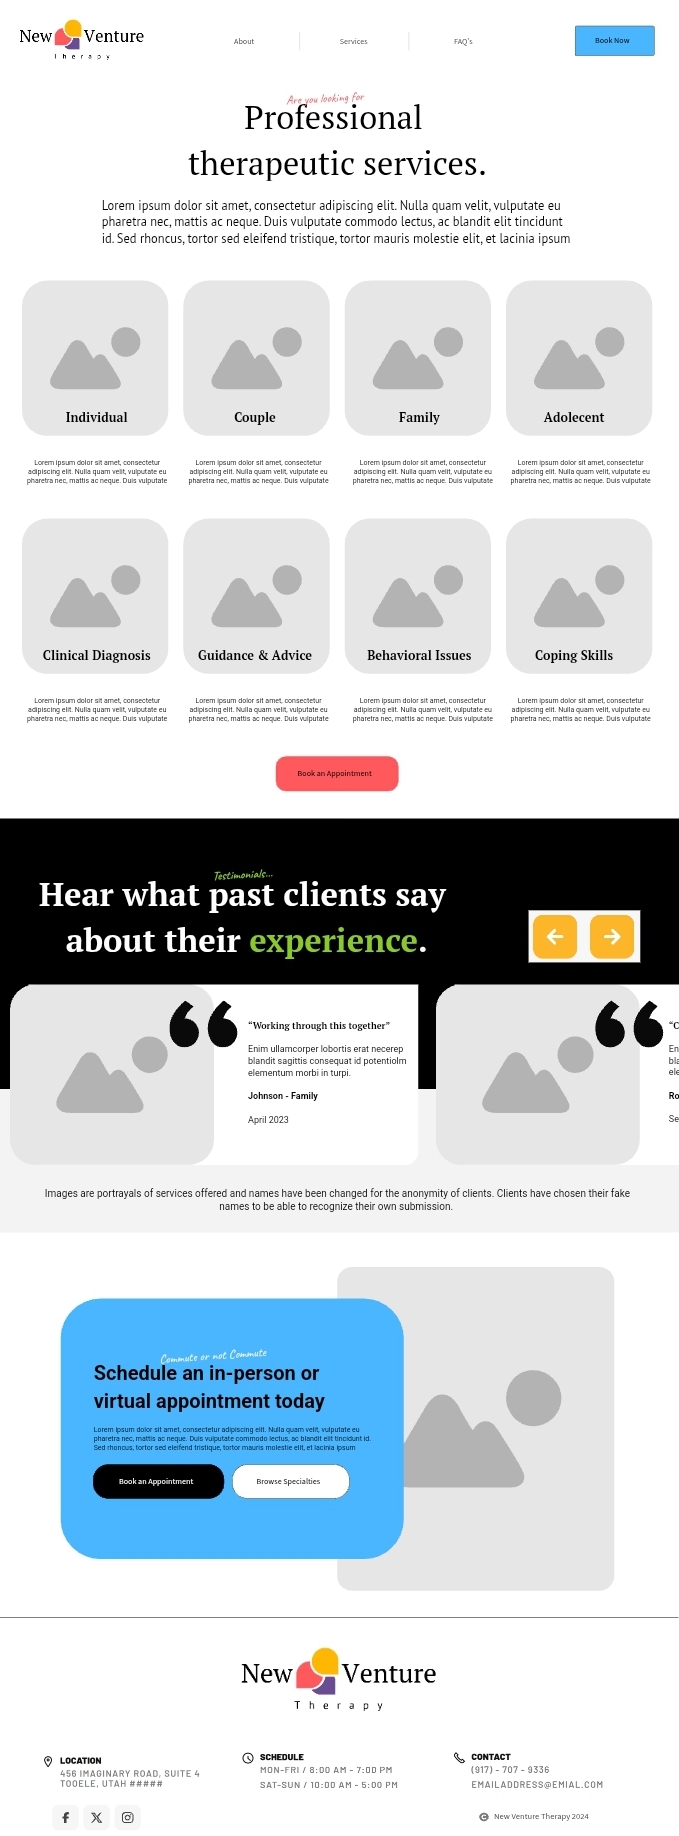 New Venture
Therapy
About
Services
FAQ's
Book Now
Are you looking for
Professional
therapeutic services.
Lorem ipsum dolor sit amet, consectetur adipiscing elit. Nulla quam velit, vulputate eu
pharetra nec, mattis ac neque. Duis vulputate commodo lectus, ac blandit elit tincidunt
id. Sed rhoncus, tortor sed eleifend tristique, tortor mauris molestie elit, et lacinia ipsum
Individual
Couple
Family
Adolecent
Lorem ipsum dolor sit amet, consectetur
adipiscing elit. Nulla quam velit, vulputate eu
pharetra nec, mattis ac neque. Duis vulputate
Lorem ipsum dolor sit amet, consectetur
adipiscing elit. Nulla quam velit, vulputate eu
pharetra nec, mattis ac neque. Duis vulputate
Lorem ipsum dolor sit amet, consectetur
adipiscing elit. Nulla quam velit, vulputate eu
pharetra nec, mattis ac neque. Duis vulputate
Lorem ipsum dolor sit amet, consectetur
adipiscing elit. Nulla quam velit, vulputate eu
pharetra nec, mattis ac neque. Duis vulputate
Clinical Diagnosis
Guidance & Advice
Behavioral Issues
Coping Skills
Lorem ipsum dolor sit amet, consectetur
adipiscing elit. Nulla quam velit, vulputate eu
pharetra nec, mattis ac neque. Duis vulputate
Lorem ipsum dolor sit amet, consectetur
adipiscing elit. Nulla quam velit, vulputate eu
pharetra nec, mattis ac neque. Duis vulputate
Lorem ipsum dolor sit amet, consectetur
adipiscing elit. Nulla quam velit, vulputate eu
pharetra nec, mattis ac neque. Duis vulputate
Lorem ipsum dolor sit amet, consectetur
adipiscing elit. Nulla quam velit, vulputate eu
pharetra nec, mattis ac neque. Duis vulputate
Book an Appointment
Testimonials...
Hear what past clients say
about their experience.
“Working through this together”
Enim ullamcorper lobortis erat necerep
blandit sagittis consequat id potentiolm
elementum morbi in turpi.
Johnson - Family
April 2023
“C
En
bla
ele
Ro
Se
Images are portrayals of services offered and names have been changed for the anonymity of clients. Clients have chosen their fake
names to be able to recognize their own submission.
Commute or not Commute
Schedule an in-person or
virtual appointment today
Lorem ipsum dolor sit amet, consectetur adipiscing elit. Nulla quam velit, vulputate eu
pharetra nec, mattis ac neque. Duis vulputate commodo lectus, ac blandit elit tincidunt id.
Sed rhoncus, tortor sed eleifend tristique, tortor mauris molestie elit, et lacinia ipsum
Book an Appointment
Browse Specialties
New Venture
Therapy
LOCATION
456 IMAGINARY ROAD, SUITE 4
TOOELE, UTAH #####
SCHEDULE
MON-FRI / 8:00 AM - 7:00 PM
SAT-SUN / 10:00 AM - 5:00 PM
CONTACT
(917) - 707 - 9336
EMAILADDRESS@EMIAL.COM
© New Venture Therapy 2024